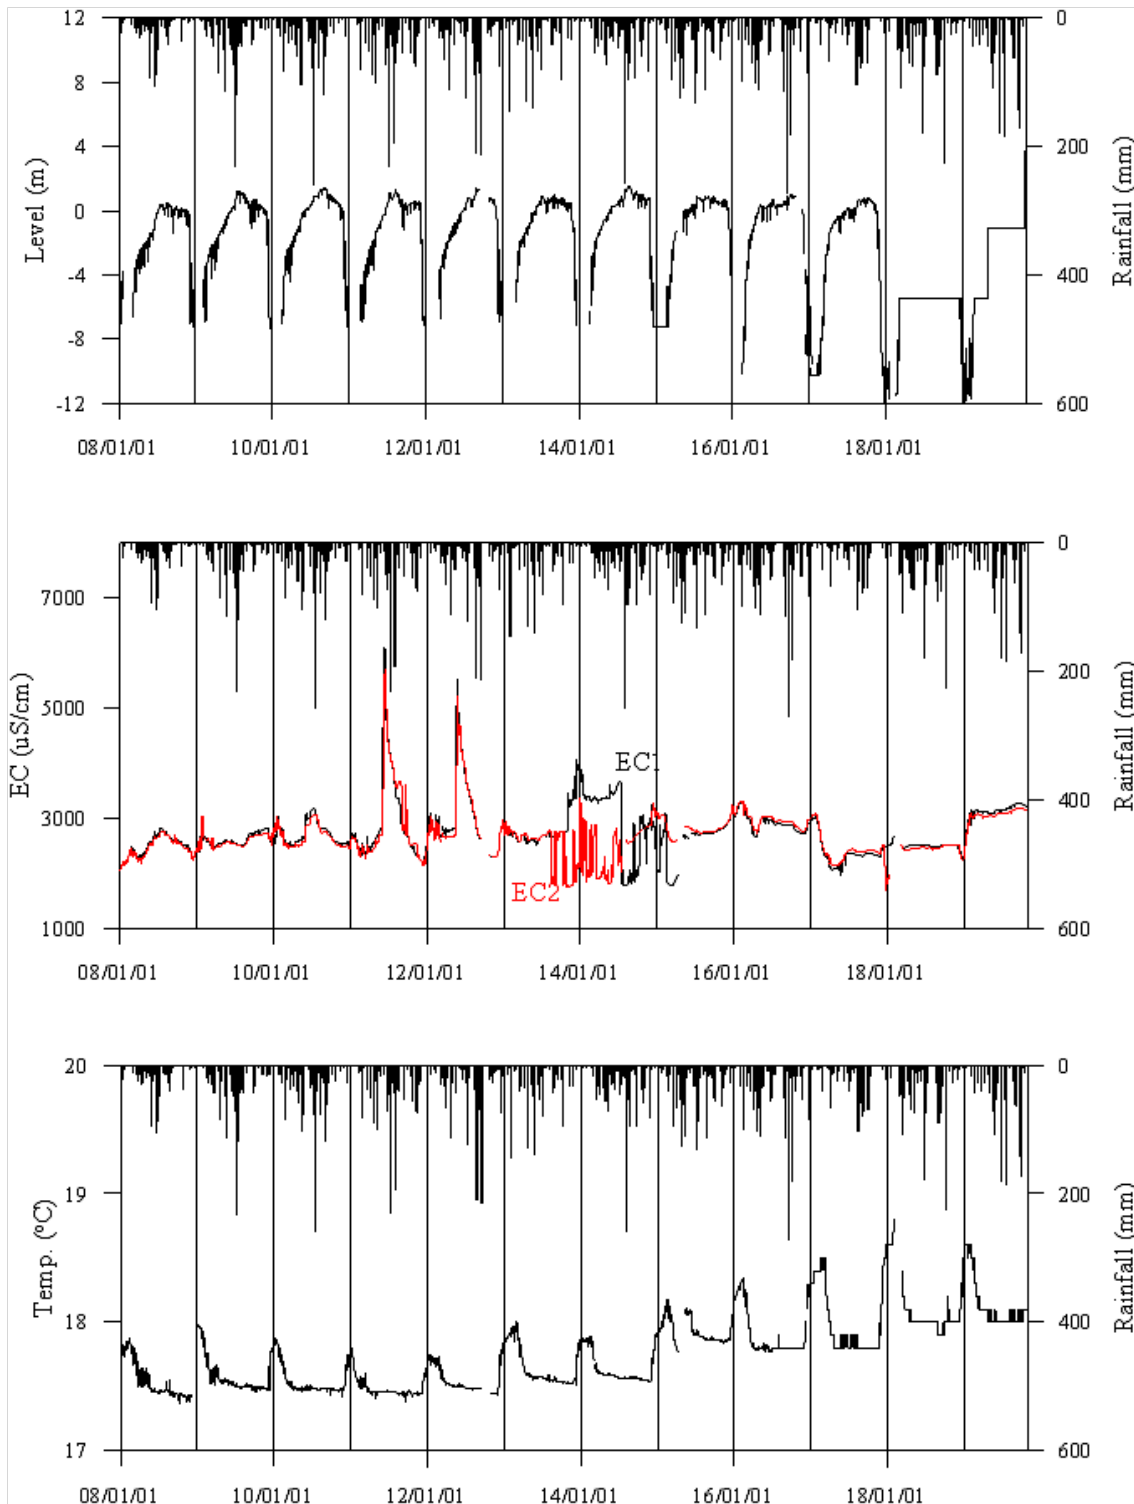 12 0
8
4 200
0
-4 400
-8
-12 600
Level (m)
Rainfall (mm)
08/01/01 10/01/01 12/01/01 14/01/01 16/01/01 18/01/01
0
7000
5000 200
3000 400
1000 600
EC (uS/cm)
Rainfall (mm)
EC1
EC2
08/01/01 10/01/01 12/01/01 14/01/01 16/01/01 18/01/01
20 0
19 200
18 400
17 600
Temp. (°C)
Rainfall (mm)
08/01/01 10/01/01 12/01/01 14/01/01 16/01/01 18/01/01